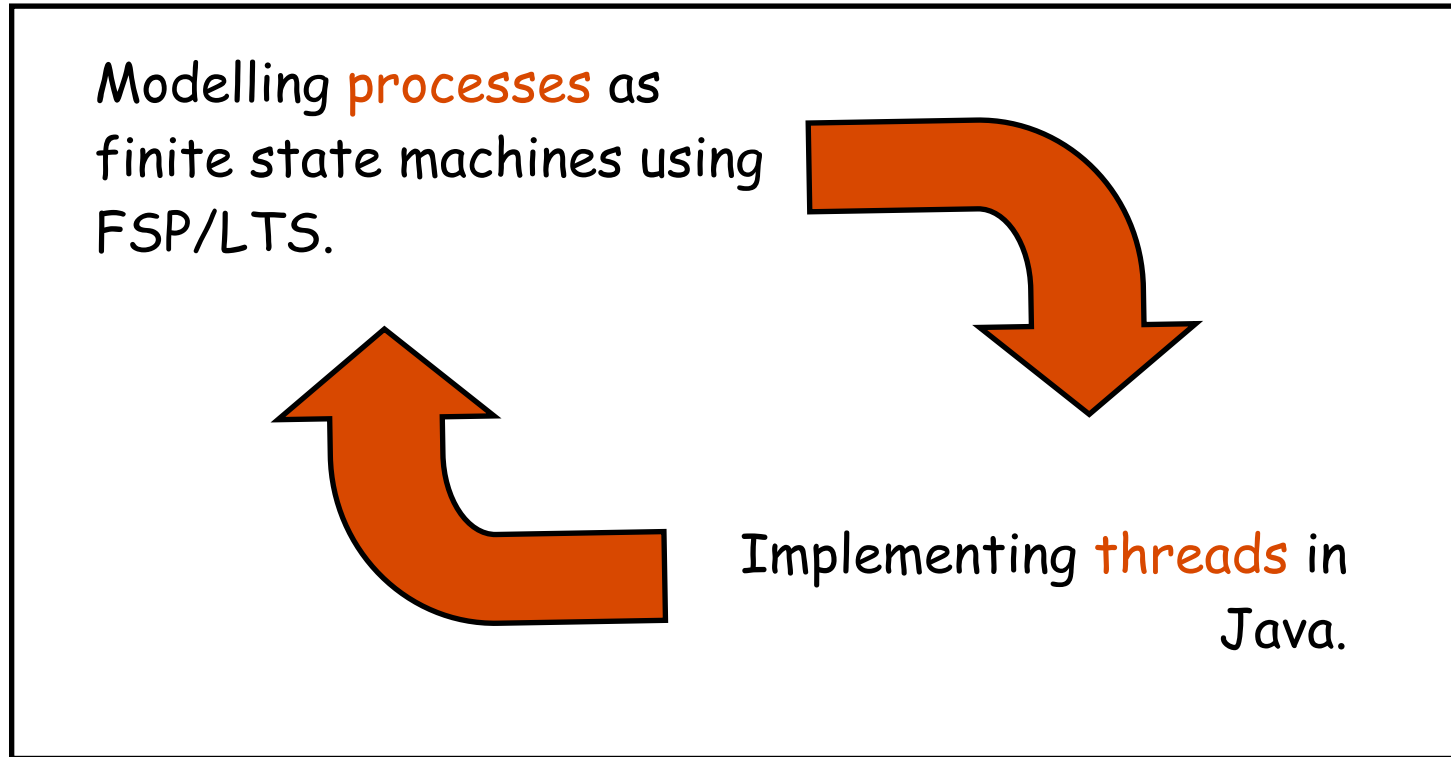 Modelling processes as
finite state machines using
FSP/LTS.
Implementing threads in
Java.